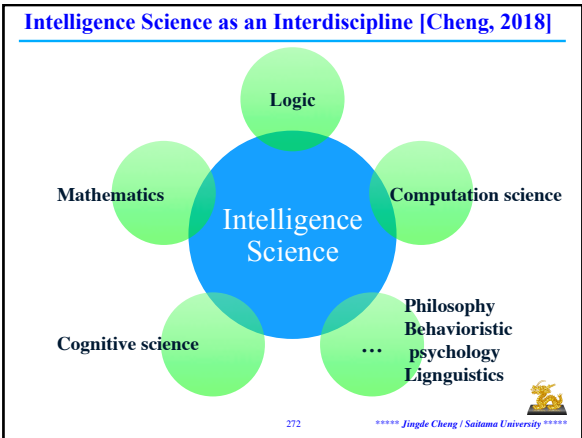 Intelligence Science as an Interdiscipline [Cheng, 2018]
Logic
Mathematics
Computation science
Intelligence
Science
Cognitive science
...
Philosophy
Behavioristic
psychology
Lignguistics
272
***** Jingde Cheng / Saitama University *****